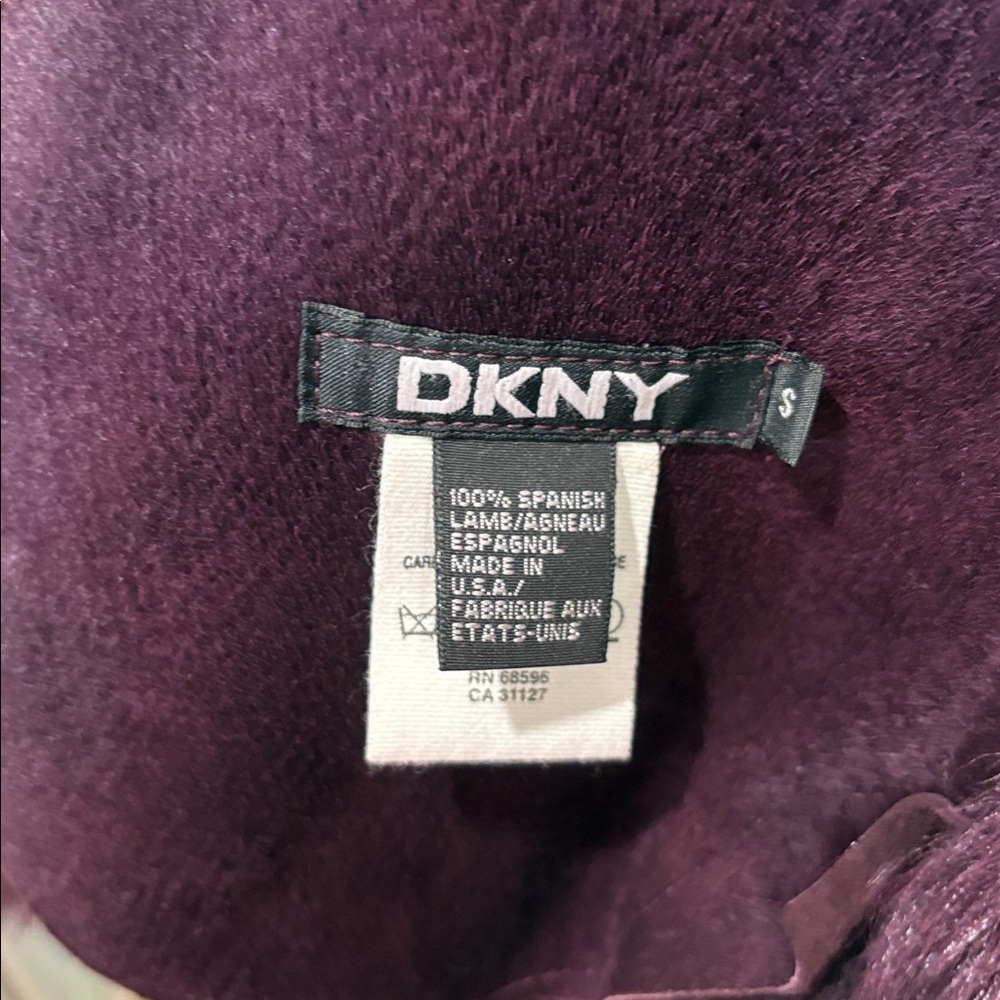 DKNY
S
100% SPANISH
LAMB/AGNEAU
ESPAGNOL
MADE IN
U.S.A./
FABRIQUE AUX
ETATS-UNIS
RN 68596
CA 31127